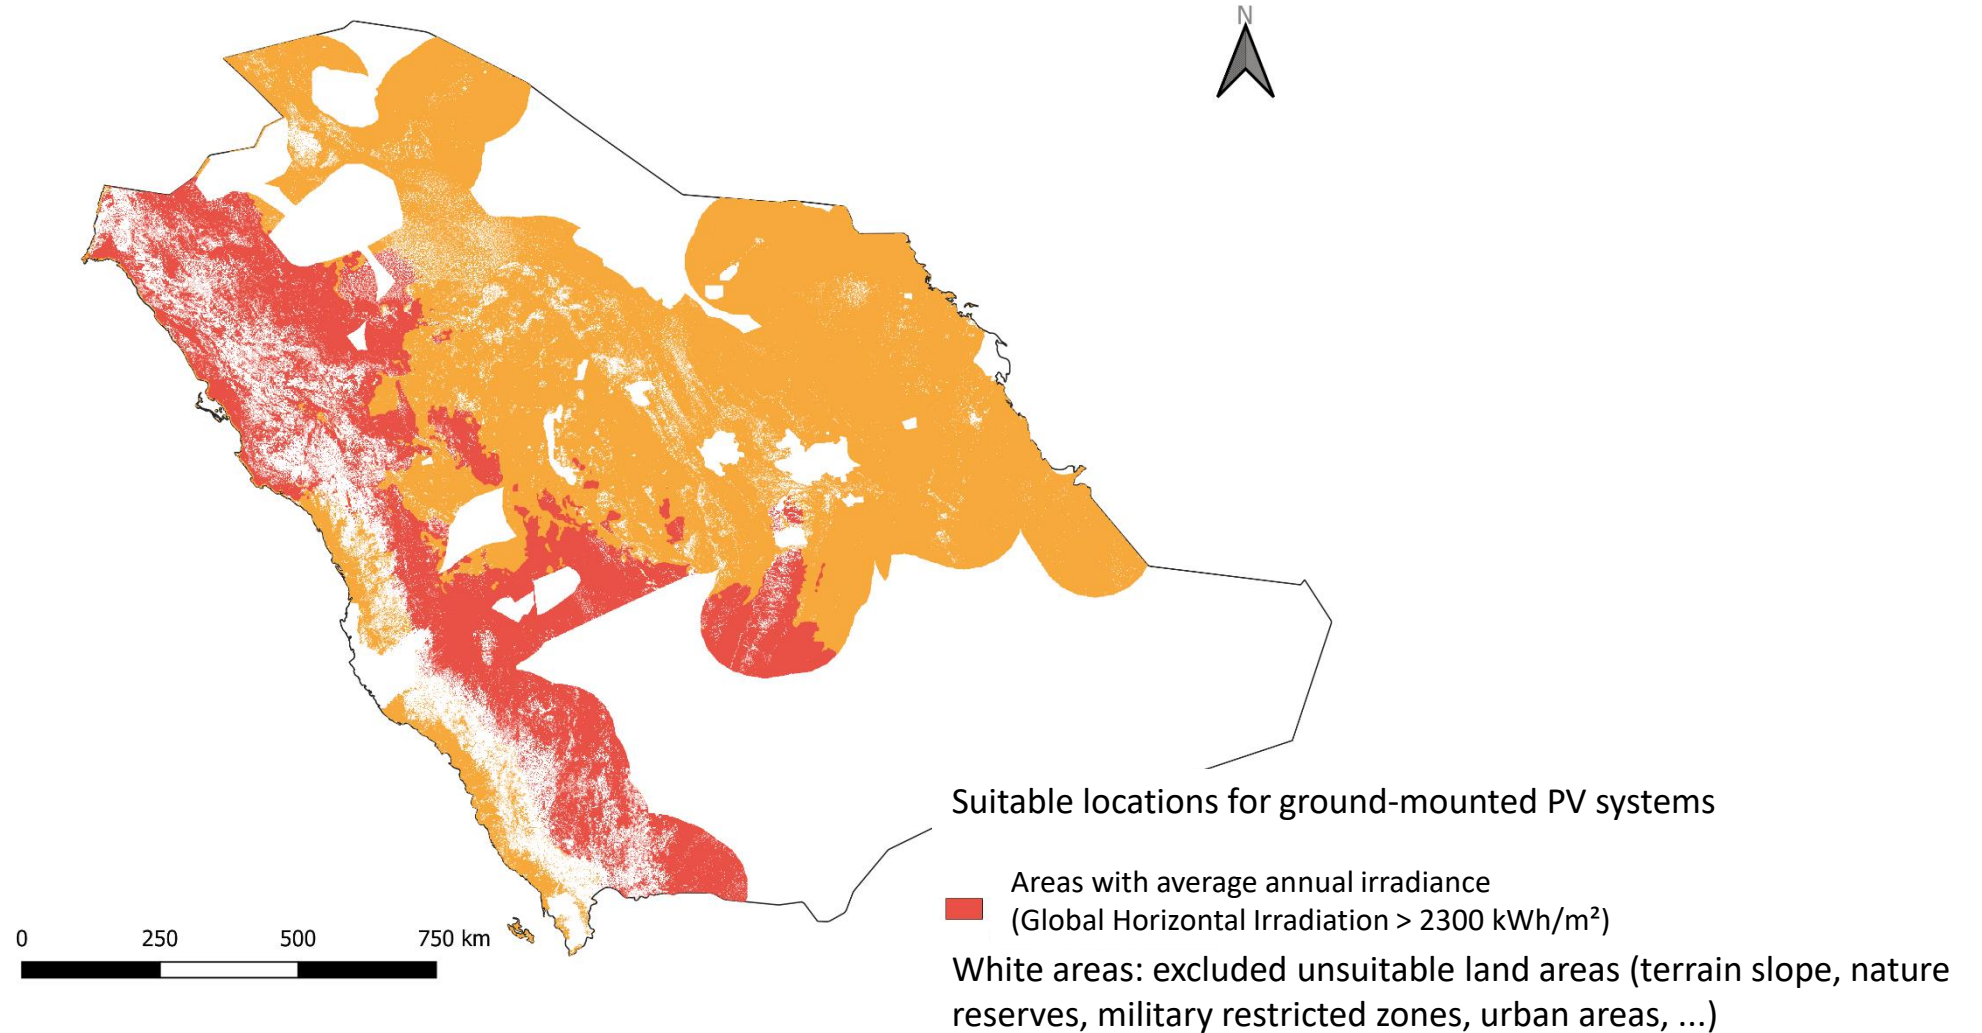 N
Suitable locations for ground-mounted PV systems
Areas with average annual irradiance
(Global Horizontal Irradiation > 2300 kWh/m²)
0 250 500 750 km
White areas: excluded unsuitable land areas (terrain slope, nature
reserves, military restricted zones, urban areas, ...)